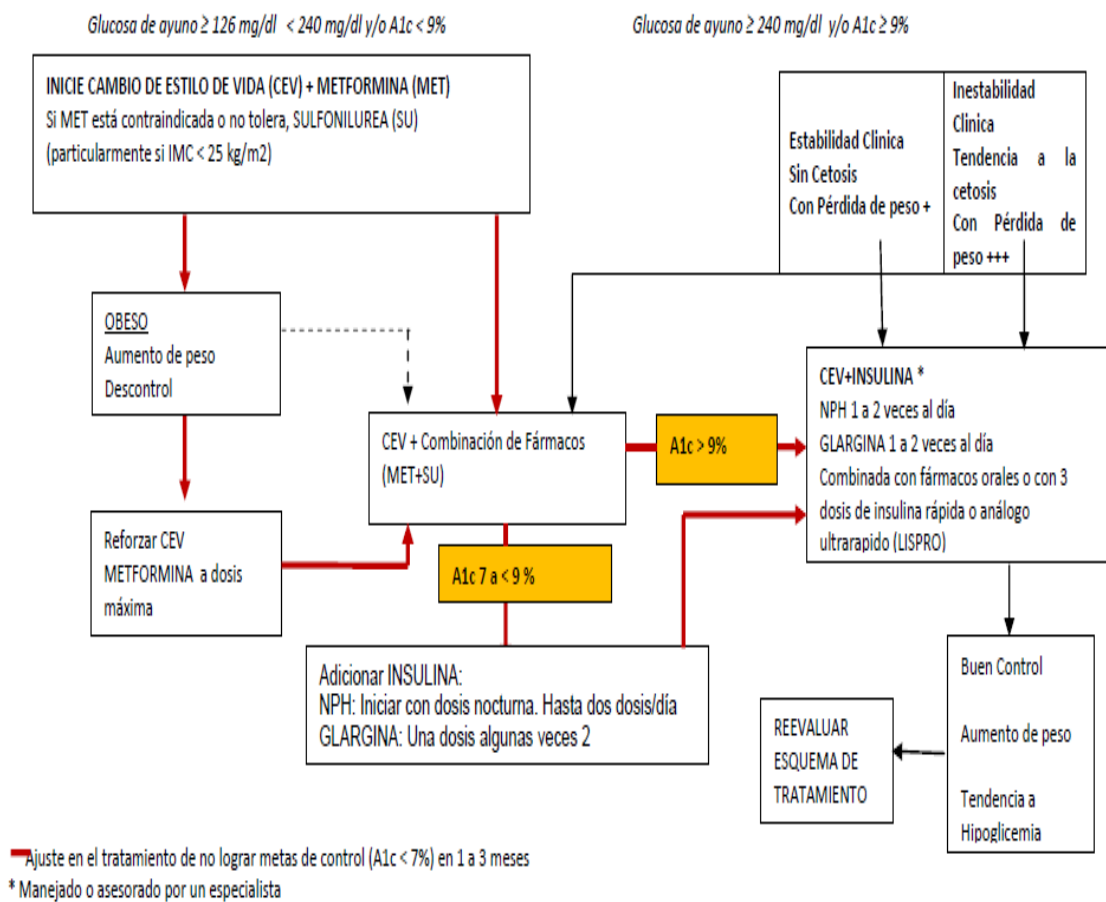 Glucosa de ayuno ≥ 126 mg/dl < 240 mg/dl y/o A1c < 9%
Glucosa de ayuno ≥ 240 mg/dl y/o A1c ≥ 9%
INICIE CAMBIO DE ESTILO DE VIDA (CEV) + METFORMINA (MET)
Si MET está contraindicada o no tolera, SULFONILUREA (SU)
(particularmente si IMC < 25 kg/m2)
Estabilidad Clinica
Sin Cetosis
Con Pérdida de peso +
Inestabilidad
Clinica
Tendencia a la
cetosis
Con Pérdida de
peso +++
OBESO
Aumento de peso
Descontrol
CEV + Combinación de Fármacos
(MET+SU)
A1c > 9%
CEV+INSULINA *
NPH 1 a 2 veces al día
GLARGINA 1 a 2 veces al día
Combinada con fármacos orales o con 3
dosis de insulina rápida o análogo
ultrarapido (LISPRO)
Reforzar CEV
METFORMINA a dosis
máxima
A1c 7 a < 9 %
Adicionar INSULINA:
NPH: Iniciar con dosis nocturna. Hasta dos dosis/día
GLARGINA: Una dosis algunas veces 2
Buen Control
Aumento de peso
Tendencia a
Hipoglicemia
REEVALUAR
ESQUEMA DE
TRATAMIENTO
Ajuste en el tratamiento de no lograr metas de control (A1c < 7%) en 1 a 3 meses
* Manejado o asesorado por un especialista